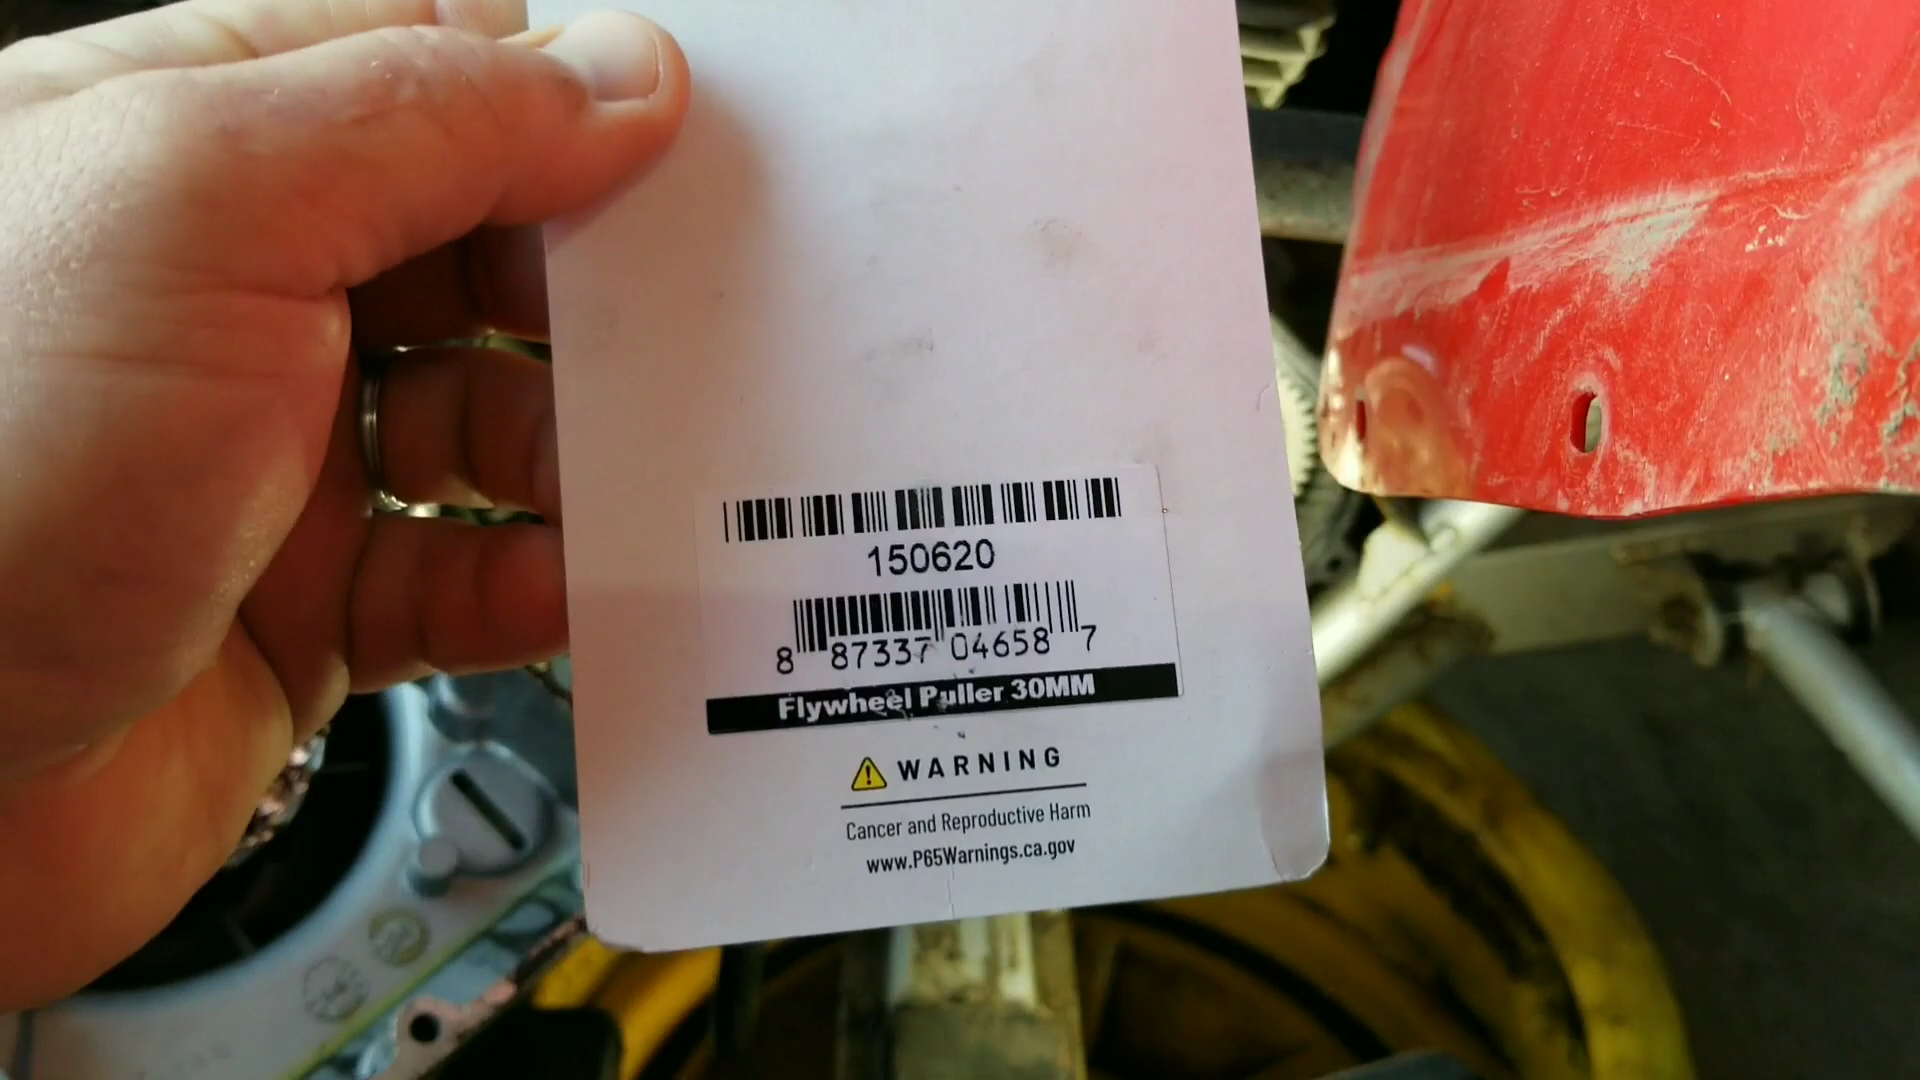 150620
8 87337 04658 7
Flywheel Puller 30MM
WARNING
Cancer and Reproductive Harm
www.P65Warnings.ca.gov